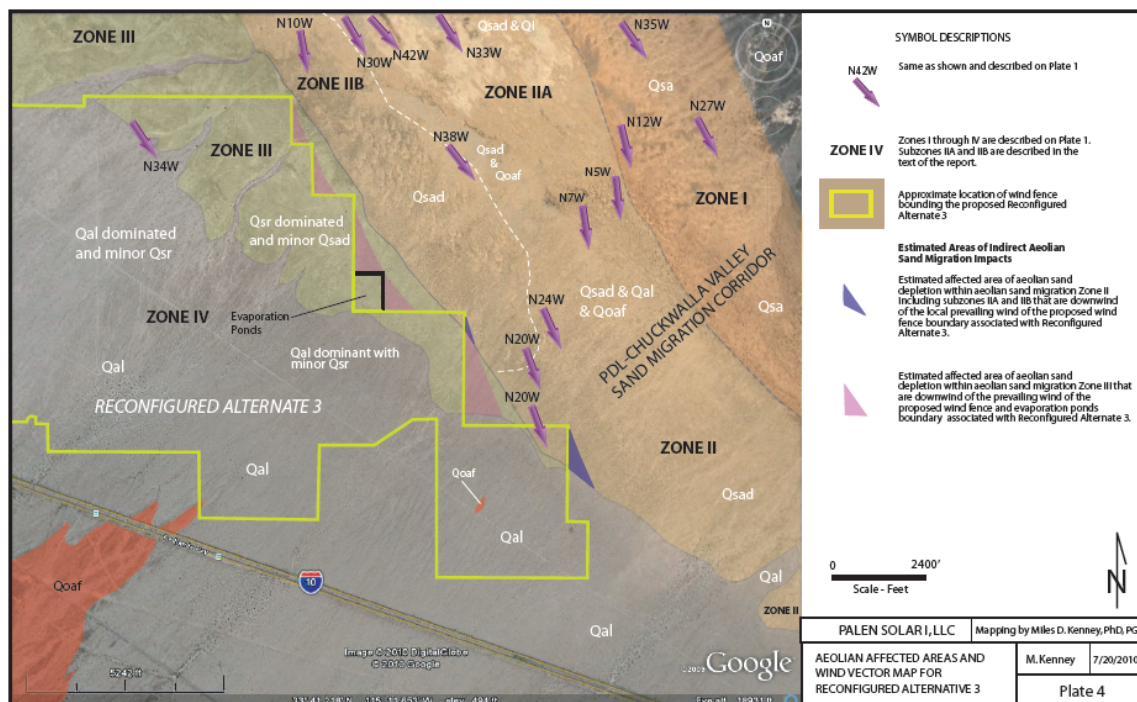 ZONE III
N10W
N30W
N42W
N33W
Qsad & Ql
N35W
N
Qoaf
ZONE IIB
ZONE IIA
Qsa
N27W
N12W
N38W
Qsad
&
Qoaf
N34W
ZONE III
Qsad
N5W
N7W
ZONE I
Qal dominated
and minor Qsr
Qsr dominated
and minor Qsad
PDL-CHUCKWALLA VALLEY
SAND MIGRATION CORRIDOR
Qsad & Qal
& Qoaf
Qsa
ZONE IV
Evaporation
Ponds
N24W
N20W
Qal dominant with
minor Qsr
Qal
RECONFIGURED ALTERNATE 3
N20W
ZONE II
Qal
Qoaf
Qsad
Qal
Qoaf
10
Qal
Qal
ZONE II
Image © 2010 DigitalGlobe
© 2010 Google
©2009 Google
5242 ft
SYMBOL DESCRIPTIONS
N42W
Same as shown and described on Plate 1
ZONE IV
Zones I through IV are described on Plate 1.
Subzones IIA and IIB are described in the
text of the report.
Approximate location of wind fence
bounding the proposed Reconfigured
Alternate 3
Estimated Areas of Indirect Aeolian
Sand Migration Impacts
Estimated affected area of aeolian sand
depletion within aeolian sand migration Zone II
including subzones IIA and IIB that are downwind
of the local prevailing wind of the proposed wind
fence boundary associated with Reconfigured
Alternate 3.
Estimated affected area of aeolian sand
depletion within aeolian sand migration Zone III that
are downwind of the prevailing wind of the
proposed wind fence and evaporation ponds
boundary associated with Reconfigured Alternate 3.
0 2400'
Scale - Feet
N
PALEN SOLAR I, LLC
Mapping by Miles D. Kenney, PhD, PG
AEOLIAN AFFECTED AREAS AND
WIND VECTOR MAP FOR
RECONFIGURED ALTERNATIVE 3
M. Kenney
7/20/2010
Plate 4